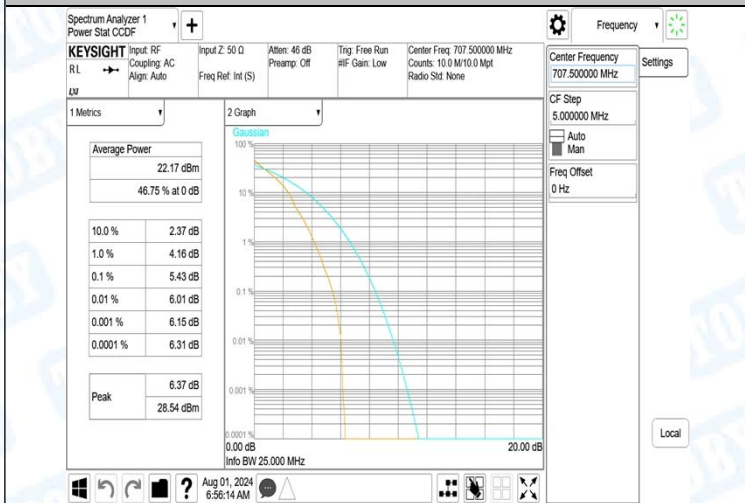 Spectrum Analyzer 1
Power Stat CCDF
Frequency
KEYSIGHT
RL
Input: RF
Coupling: AC
Align: Auto
Input Z: 50 Ω
Freq Ref: Int (S)
Atten: 46 dB
Preamp: Off
Trig: Free Run
#IF Gain: Low
Center Freq: 707.500000 MHz
Counts: 10.0 M/10.0 Mpt
Radio Std: None
Center Frequency
707.500000 MHz
Settings
CF Step
5.000000 MHz
Auto
Man
Freq Offset
0 Hz
1 Metrics
Average Power
22.17 dBm
46.75 % at 0 dB
10.0 % 2.37 dB
1.0 % 4.16 dB
0.1 % 5.43 dB
0.01 % 6.01 dB
0.001 % 6.15 dB
0.0001 % 6.31 dB
Peak
6.37 dB
28.54 dBm
2 Graph
Gaussian
100 %
10 %
1 %
0.1 %
0.01 %
0.001 %
0.0001 %
0.00 dB
20.00 dB
Info BW 25.000 MHz
Local
?
Aug 01, 2024
6:56:14 AM